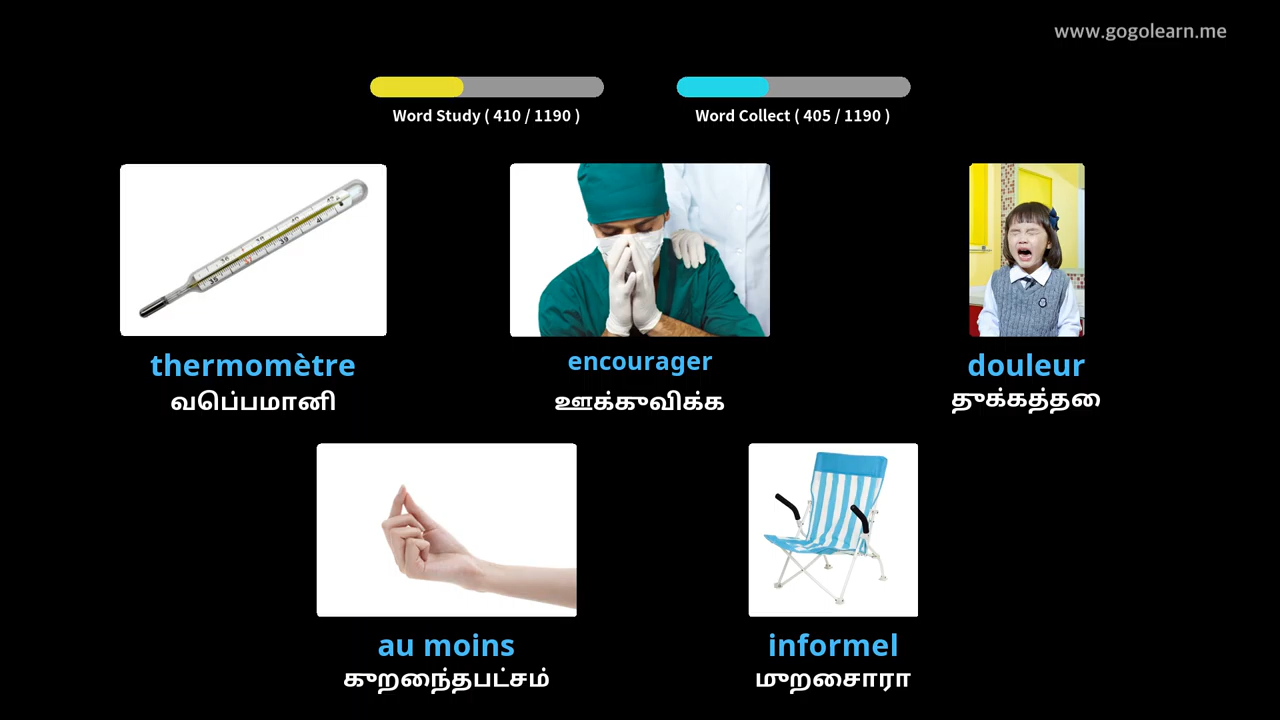 www.gogolearn.me
Word Study ( 410 / 1190 )
Word Collect ( 405 / 1190 )
thermomètre
வெப்பமானி
encourager
ஊக்குவிக்க
douleur
துக்கத்தை
au moins
குறைந்தபட்சம்
informel
முறைசாரா